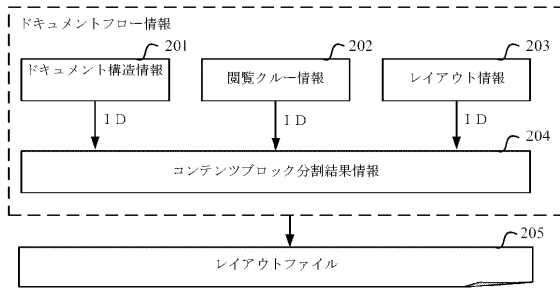 ドキュメントフロー情報
201
202
203
ドキュメント構造情報
閲覧クルー情報
レイアウト情報
ID
ID
ID
204
コンテンツブロック分割結果情報
205
レイアウトファイル